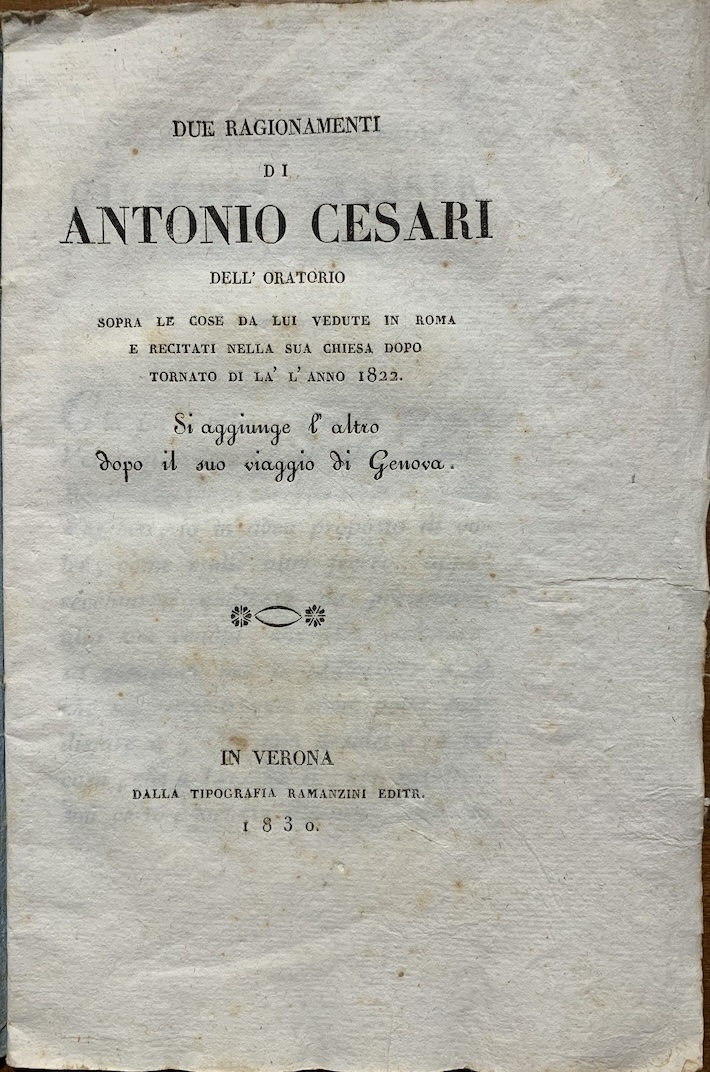 DUE RAGIONAMENTI
DI
ANTONIO CESARI
DELL' ORATORIO
SOPRA LE COSE DA LUI VEDUTE IN ROMA
E RECITATI NELLA SUA CHIESA DOPO
TORNATO DI LA' L'ANNO 1822.
Si aggiunge l'altro
dopo il suo viaggio di Genova.
IN VERONA
DALLA TIPOGRAFIA RAMANZINI EDITR.
1830.